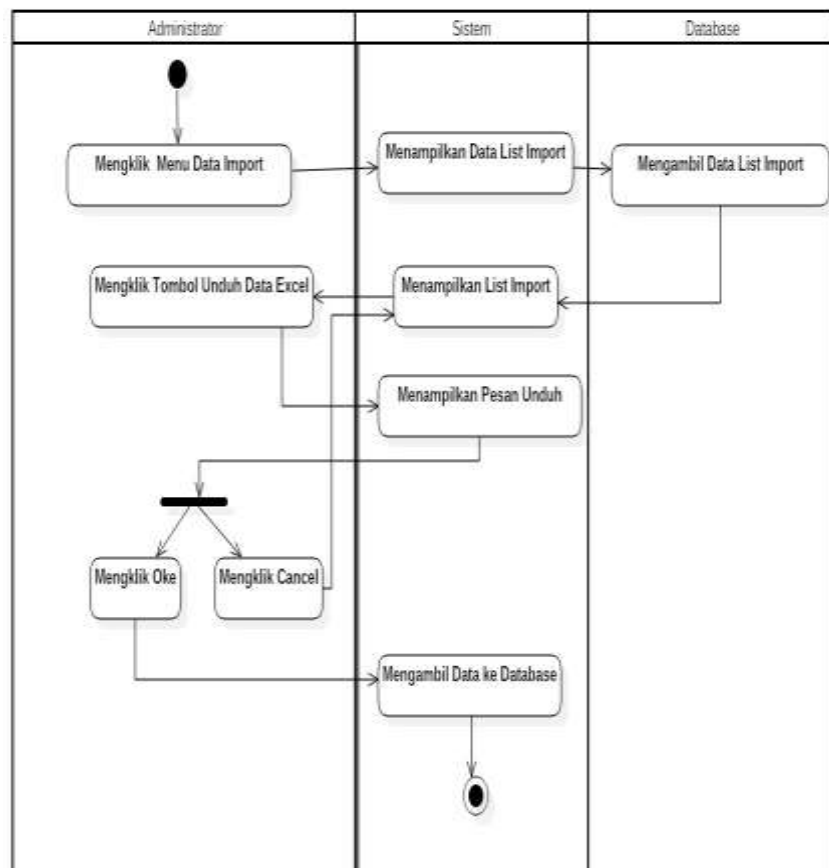 Administrator
Sistem
Database
Mengklik Menu Data Import
Menampilkan Data List Import
Mengambil Data List Import
Mengklik Tombol Unduh Data Excel
Menampilkan List Import
Menampilkan Pesan Unduh
Mengklik Oke
Mengklik Cancel
Mengambil Data ke Database